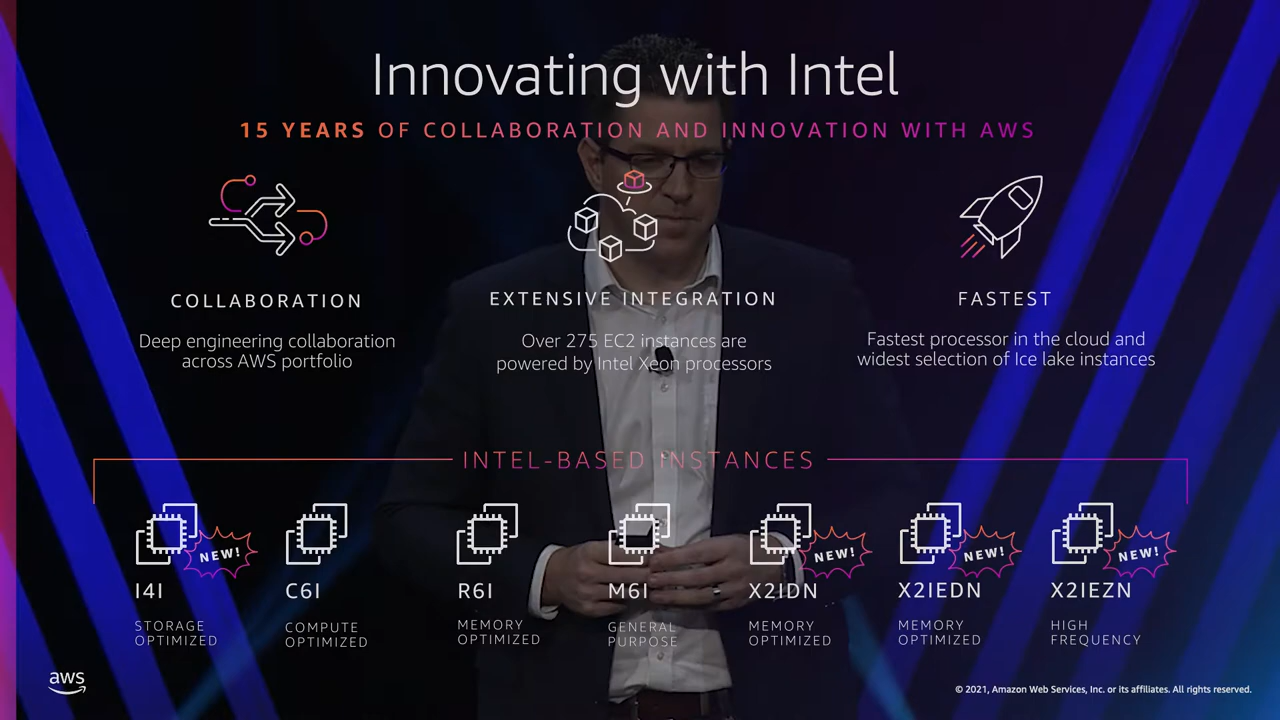 Innovating with Intel
15 YEARS OF COLLABORATION AND INNOVATION WITH AWS
COLLABORATION
Deep engineering collaboration
across AWS portfolio
EXTENSIVE INTEGRATION
Over 275 EC2 instances are
powered by Intel Xeon processors
FASTEST
Fastest processor in the cloud and
widest selection of Ice lake instances
INTEL-BASED INSTANCES
NEW!
I4I
STORAGE
OPTIMIZED
C6I
COMPUTE
OPTIMIZED
R6I
MEMORY
OPTIMIZED
M6I
GENERAL
PURPOSE
NEW!
X2IDN
MEMORY
OPTIMIZED
NEW!
X2IEDN
MEMORY
OPTIMIZED
NEW!
X2IEZN
HIGH
FREQUENCY
aws
© 2021, Amazon Web Services, Inc. or its affiliates. All rights reserved.